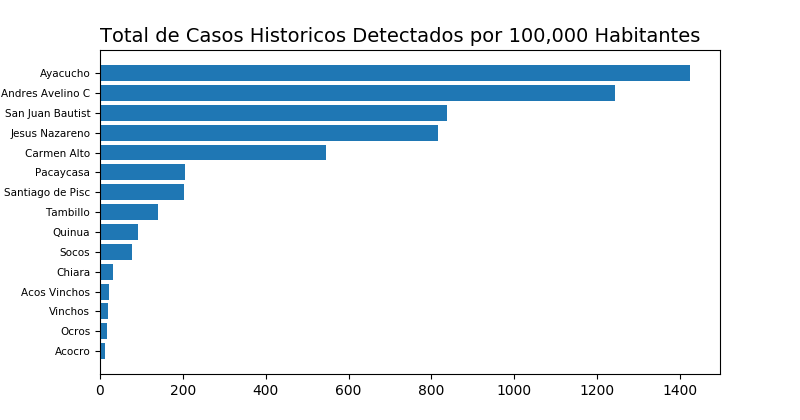 Total de Casos Historicos Detectados por 100,000 Habitantes
Ayacucho
Andres Avelino C
San Juan Bautist
Jesus Nazareno
Carmen Alto
Pacaycasa
Santiago de Pisc
Tambillo
Quinua
Socos
Chiara
Acos Vinchos
Vinchos
Ocros
Acocro
0 200 400 600 800 1000 1200 1400